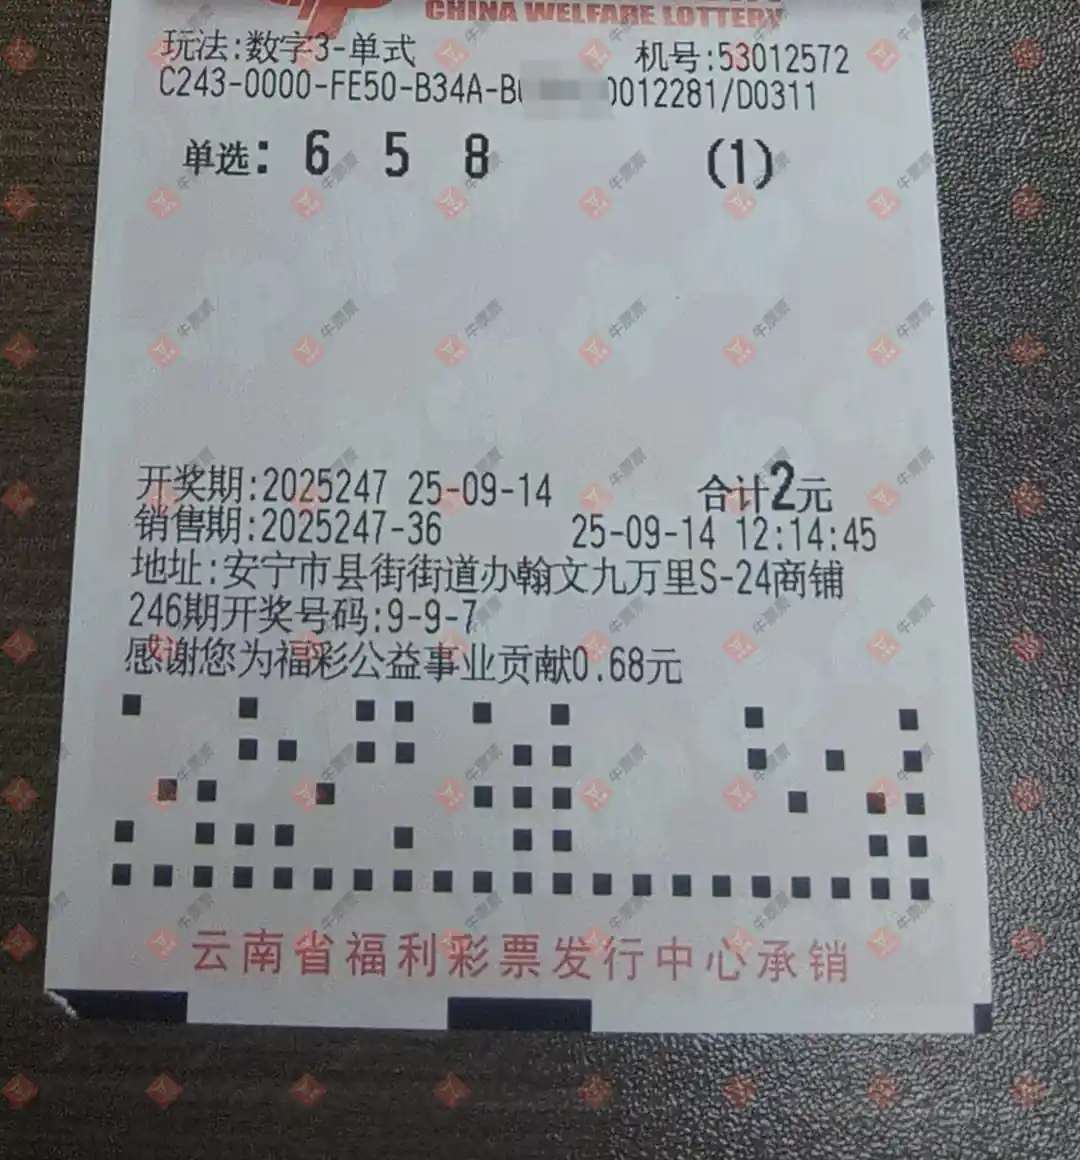 CHINA WELFARE LOTTERY
玩法:数字3-单式 机号:53012572
C243-0000-FE50-B34A-B 0012281/D0311
单选: 6 5 8 (1)
开奖期:2025247 25-09-14 合计2元
销售期:2025247-36 25-09-14 12:14:45
地址:安宁市县街街道办翰文九万里S-24商铺
246期开奖号码:9-9-7
感谢您为福彩公益事业贡献0.68元
云南省福利彩票发行中心承销
牛票票